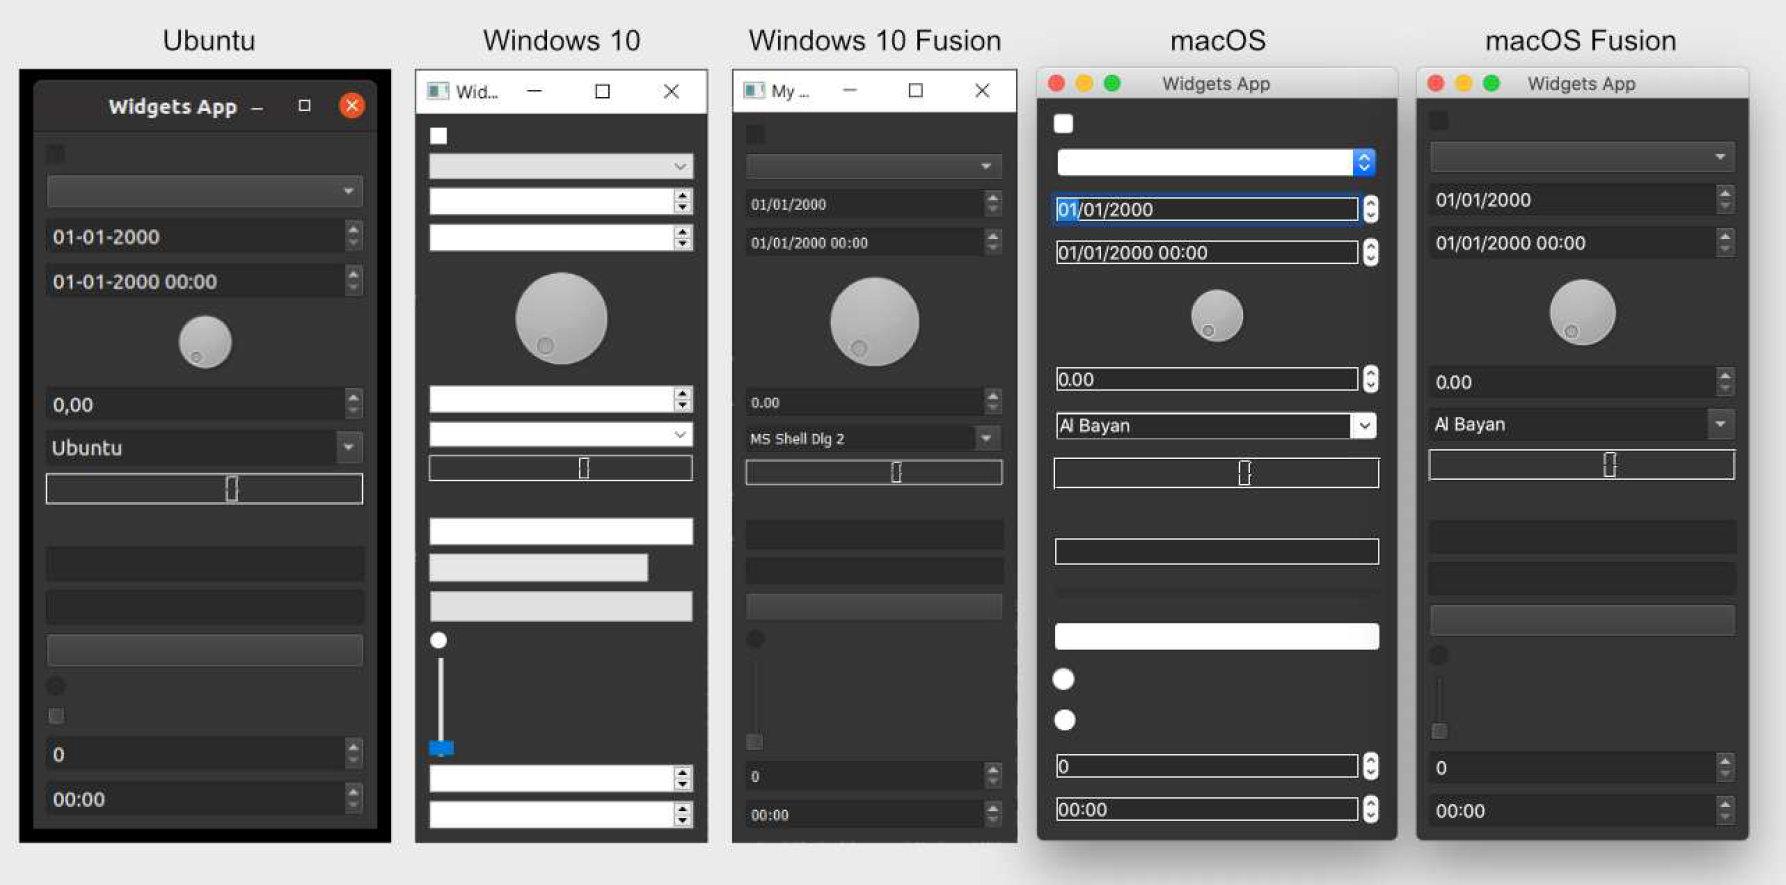 Ubuntu
Widgets App
01-01-2000
01-01-2000 00:00
0,00
Ubuntu
0
00:00
Windows 10
Wid...
Windows 10 Fusion
My ...
01/01/2000
01/01/2000 00:00
0.00
MS Shell Dlg 2
0
00:00
macOS
Widgets App
01/01/2000
01/01/2000 00:00
0.00
Al Bayan
0
00:00
macOS Fusion
Widgets App
01/01/2000
01/01/2000 00:00
0.00
Al Bayan
0
00:00